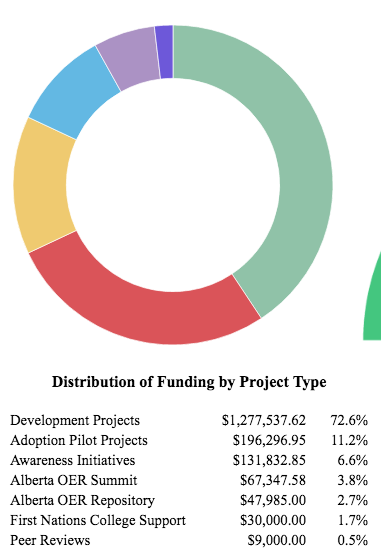 Distribution of Funding by Project Type
Development Projects $1,277,537.62 72.6%
Adoption Pilot Projects $196,296.95 11.2%
Awareness Initiatives $131,832.85 6.6%
Alberta OER Summit $67,347.58 3.8%
Alberta OER Repository $47,985.00 2.7%
First Nations College Support $30,000.00 1.7%
Peer Reviews $9,000.00 0.5%